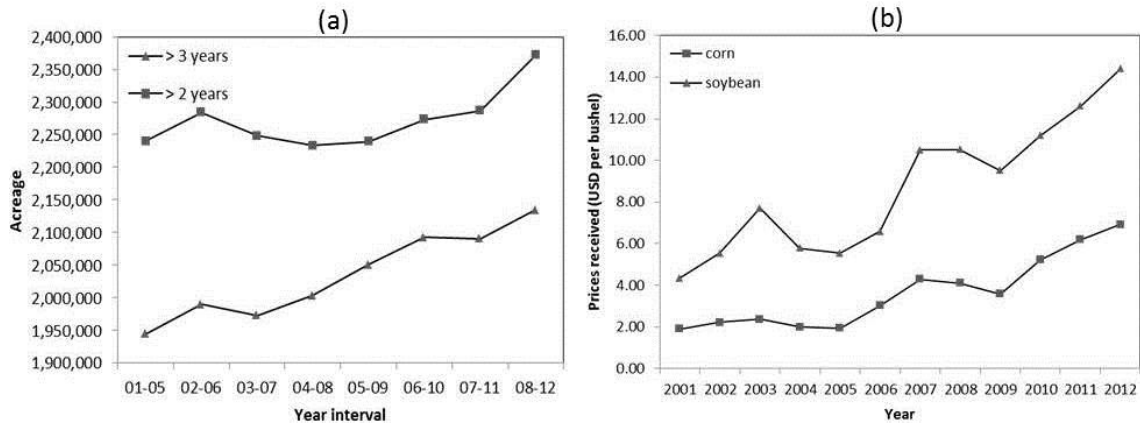 (a)
2,400,000
2,350,000
2,300,000
2,250,000
2,200,000
2,150,000
2,100,000
2,050,000
2,000,000
1,950,000
1,900,000
Acreage
> 3 years
> 2 years
01-05 02-06 03-07 04-08 05-09 06-10 07-11 08-12
Year interval
(b)
16.00
14.00
12.00
10.00
8.00
6.00
4.00
2.00
0.00
Prices received (USD per bushel)
corn
soybean
2001 2002 2003 2004 2005 2006 2007 2008 2009 2010 2011 2012
Year